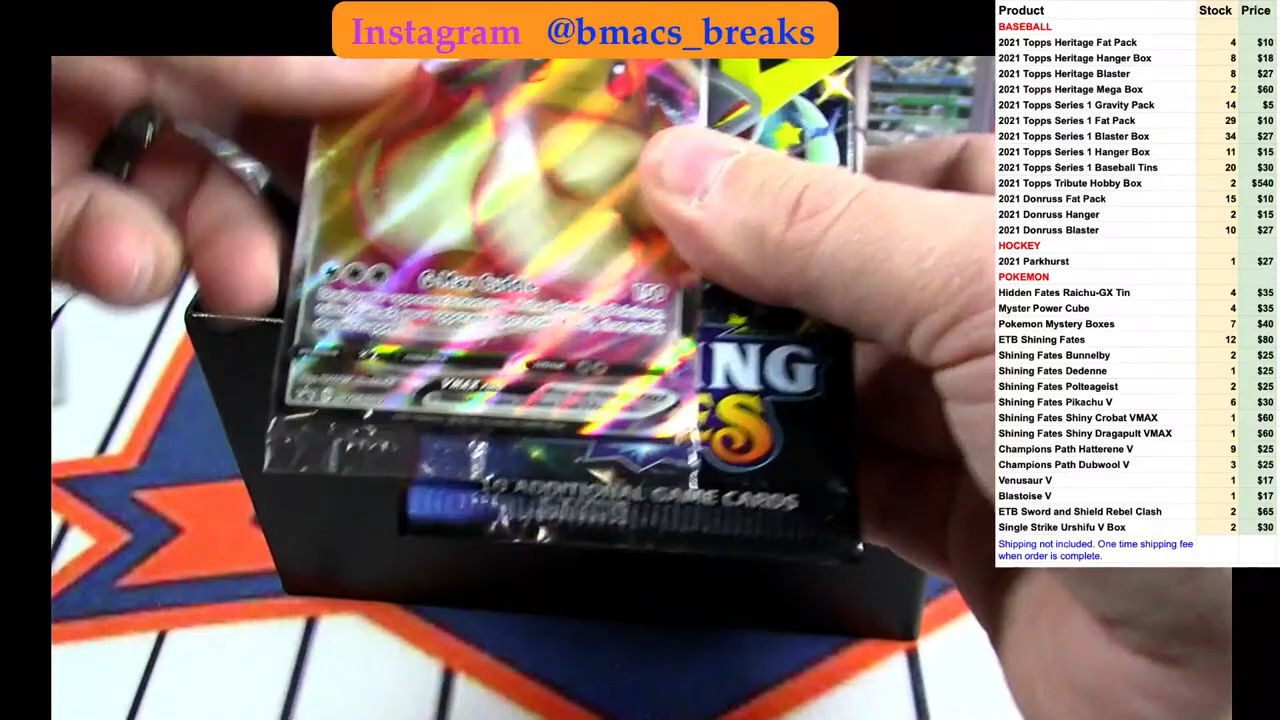 Instagram @bmacs_breaks
Product Stock Price
BASEBALL
2021 Topps Heritage Fat Pack 4 $10
2021 Topps Heritage Hanger Box 8 $18
2021 Topps Heritage Blaster 8 $27
2021 Topps Heritage Mega Box 2 $60
2021 Topps Series 1 Gravity Pack 14 $5
2021 Topps Series 1 Fat Pack 29 $10
2021 Topps Series 1 Blaster Box 34 $27
2021 Topps Series 1 Hanger Box 11 $15
2021 Topps Series 1 Baseball Tins 20 $30
2021 Topps Tribute Hobby Box 2 $540
2021 Donruss Fat Pack 15 $10
2021 Donruss Hanger 2 $15
2021 Donruss Blaster 10 $27
HOCKEY
2021 Parkhurst 1 $27
POKEMON
Hidden Fates Raichu-GX Tin 4 $35
Myster Power Cube 4 $35
Pokemon Mystery Boxes 7 $40
ETB Shining Fates 12 $80
Shining Fates Bunnelby 2 $25
Shining Fates Dedenne 1 $25
Shining Fates Polteageist 2 $25
Shining Fates Pikachu V 6 $30
Shining Fates Shiny Crobat VMAX 1 $60
Shining Fates Shiny Dragapult VMAX 1 $60
Champions Path Hatterene V 9 $25
Champions Path Dubwool V 3 $25
Venusaur V 1 $17
Blastoise V 1 $17
ETB Sword and Shield Rebel Clash 2 $65
Single Strike Urshifu V Box 2 $30
Shipping not included. One time shipping fee
when order is complete.
ING
ES
10 ADDITIONAL GAME CARDS